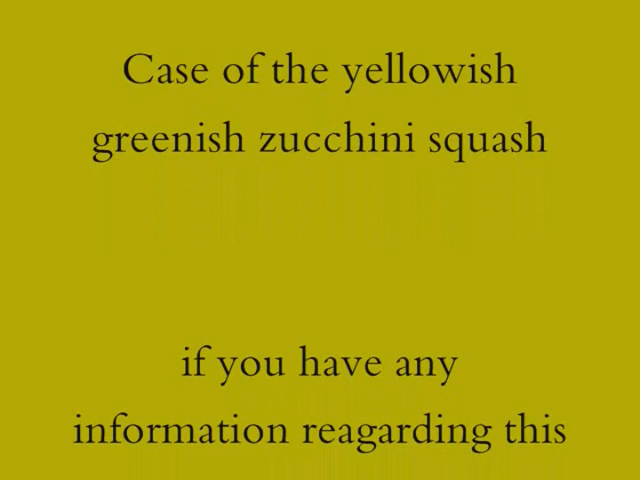 Case of the yellowish
greenish zucchini squash
if you have any
information reagarding this